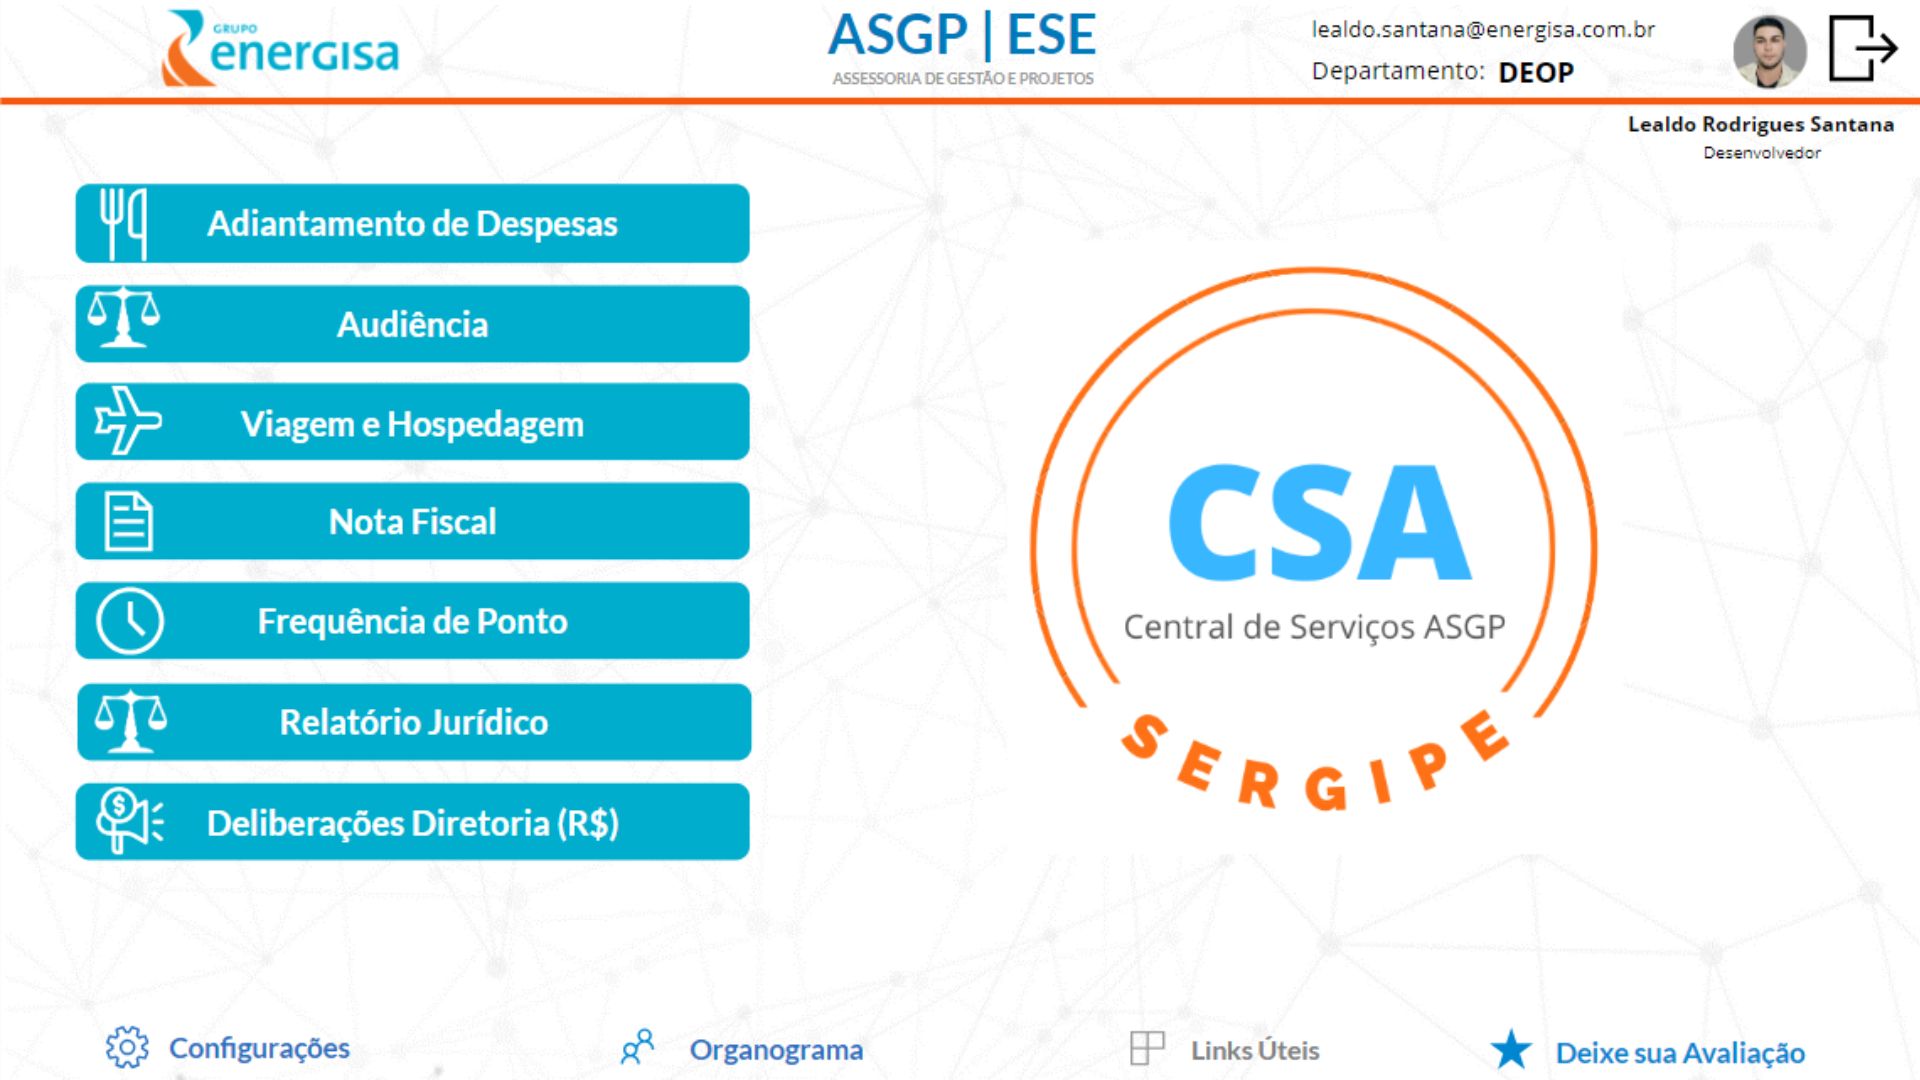 GRUPO
energisa
ASGP | ESE
ASSESSORIA DE GESTÃO E PROJETOS
lealdo.santana@energisa.com.br
Departamento: DEOP
Lealdo Rodrigues Santana
Desenvolvedor
Adiantamento de Despesas
Audiência
Viagem e Hospedagem
Nota Fiscal
Frequência de Ponto
Relatório Jurídico
$
Deliberações Diretoria (R$)
CSA
Central de Serviços ASGP
SERGIPE
Configurações
Organograma
Links Úteis
Deixe sua Avaliação